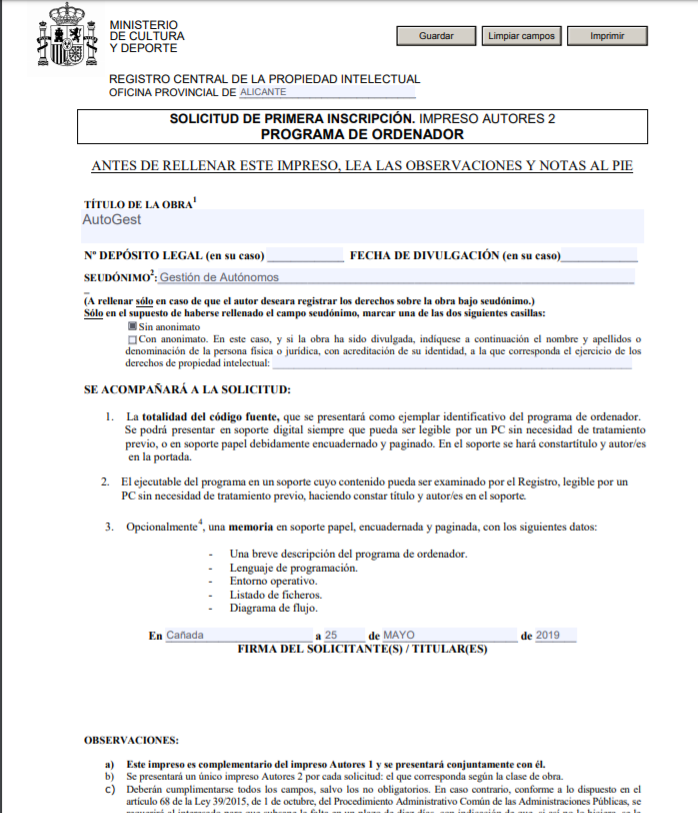 MINISTERIO
DE CULTURA
Y DEPORTE
Guardar
Limpiar campos
Imprimir
REGISTRO CENTRAL DE LA PROPIEDAD INTELECTUAL
OFICINA PROVINCIAL DE ALICANTE
SOLICITUD DE PRIMERA INSCRIPCIÓN. IMPRESO AUTORES 2
PROGRAMA DE ORDENADOR
ANTES DE RELLENAR ESTE IMPRESO, LEA LAS OBSERVACIONES Y NOTAS AL PIE
TÍTULO DE LA OBRA1
AutoGest
Nº DEPÓSITO LEGAL (en su caso) FECHA DE DIVULGACIÓN (en su caso)
SEUDÓNIMO2: Gestión de Autónomos
(A rellenar sólo en caso de que el autor deseara registrar los derechos sobre la obra bajo seudónimo.)
Sólo en el supuesto de haberse rellenado el campo seudónimo, marcar una de las dos siguientes casillas:
Sin anonimato
Con anonimato. En este caso, y si la obra ha sido divulgada, indíquese a continuación el nombre y apellidos o
denominación de la persona física o jurídica, con acreditación de su identidad, a la que corresponda el ejercicio de los
derechos de propiedad intelectual:
SE ACOMPAÑARÁ A LA SOLICITUD:
1. La totalidad del código fuente, que se presentará como ejemplar identificativo del programa de ordenador.
Se podrá presentar en soporte digital siempre que pueda ser legible por un PC sin necesidad de tratamiento
previo, o en soporte papel debidamente encuadernado y paginado. En el soporte se hará constartítulo y autor/es
en la portada.
2. El ejecutable del programa en un soporte cuyo contenido pueda ser examinado por el Registro, legible por un
PC sin necesidad de tratamiento previo, haciendo constar título y autor/es en el soporte.
3. Opcionalmente4, una memoria en soporte papel, encuadernada y paginada, con los siguientes datos:
- Una breve descripción del programa de ordenador.
- Lenguaje de programación.
- Entorno operativo.
- Listado de ficheros.
- Diagrama de flujo.
En Cañada a 25 de MAYO de 2019
FIRMA DEL SOLICITANTE(S) / TITULAR(ES)
OBSERVACIONES:
a) Este impreso es complementario del impreso Autores 1 y se presentará conjuntamente con él.
b) Se presentará un único impreso Autores 2 por cada solicitud: el que corresponda según la clase de obra.
c) Deberán cumplimentarse todos los campos, salvo los no obligatorios. En caso contrario, conforme a lo dispuesto en el
artículo 68 de la Ley 39/2015, de 1 de octubre, del Procedimiento Administrativo Común de las Administraciones Públicas, se